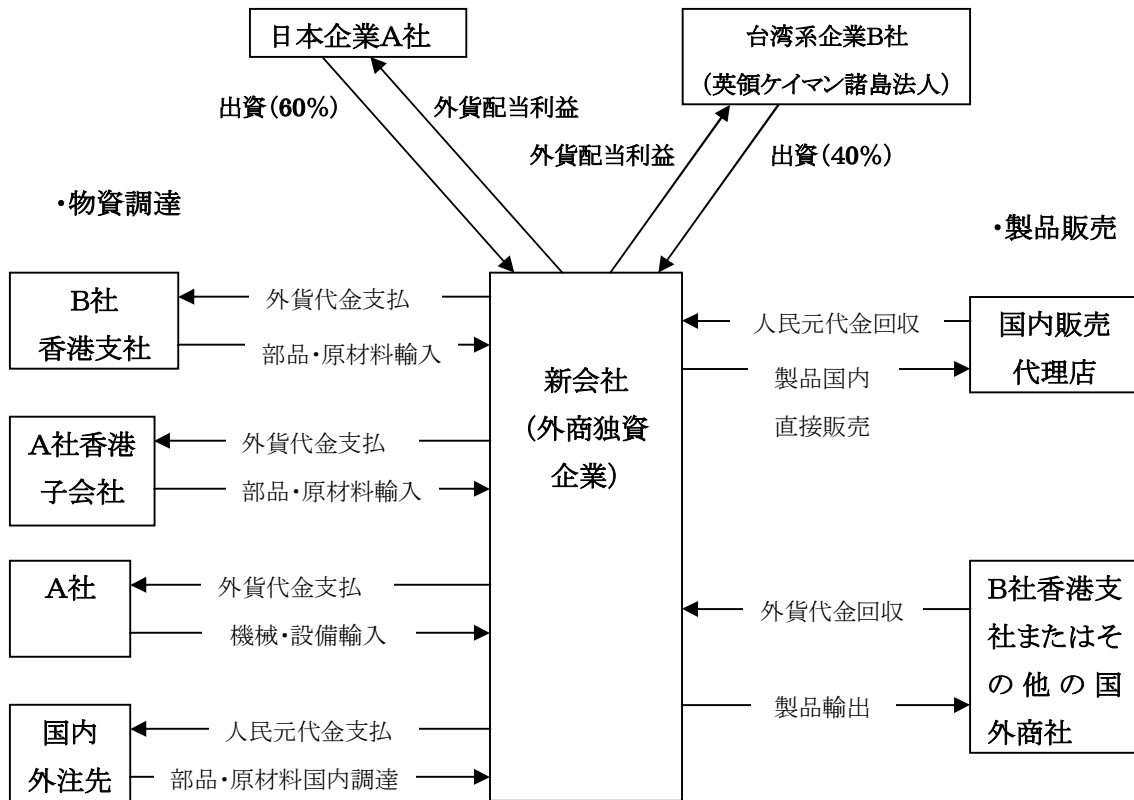 日本企業A社
台湾系企業B社
(英領ケイマン諸島法人)
出資(60%)
外貨配当利益
外貨配当利益
出資(40%)
・物資調達
・製品販売
B社
香港支社
外貨代金支払
部品・原材料輸入
A社香港
子会社
外貨代金支払
部品・原材料輸入
A社
外貨代金支払
機械・設備輸入
国内
外注先
人民元代金支払
部品・原材料国内調達
新会社
(外商独資
企業)
人民元代金回収
製品国内
直接販売
国内販売
代理店
外貨代金回収
製品輸出
B社香港支
社またはそ
の他の国
外商社